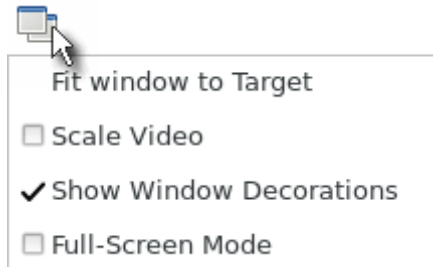 Fit window to Target
Scale Video
Show Window Decorations
Full-Screen Mode